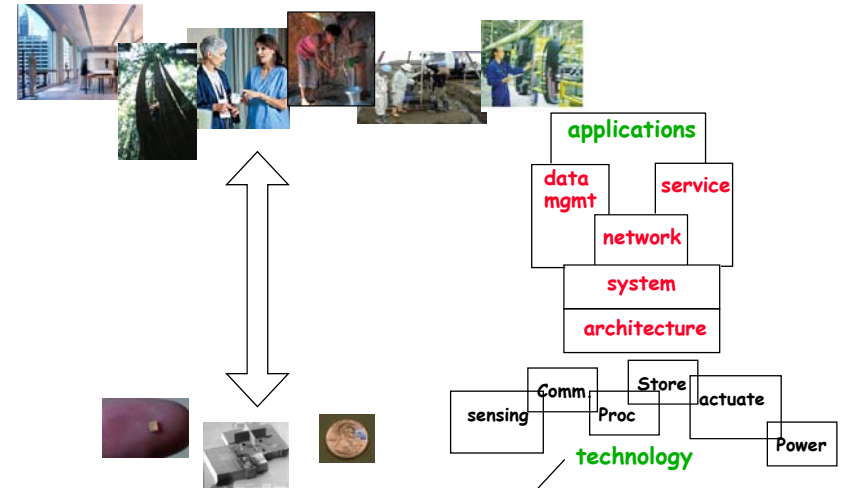 applications
data
mgmt
service
network
system
architecture
Comm.
Store
sensing
Proc
actuate
Power
technology